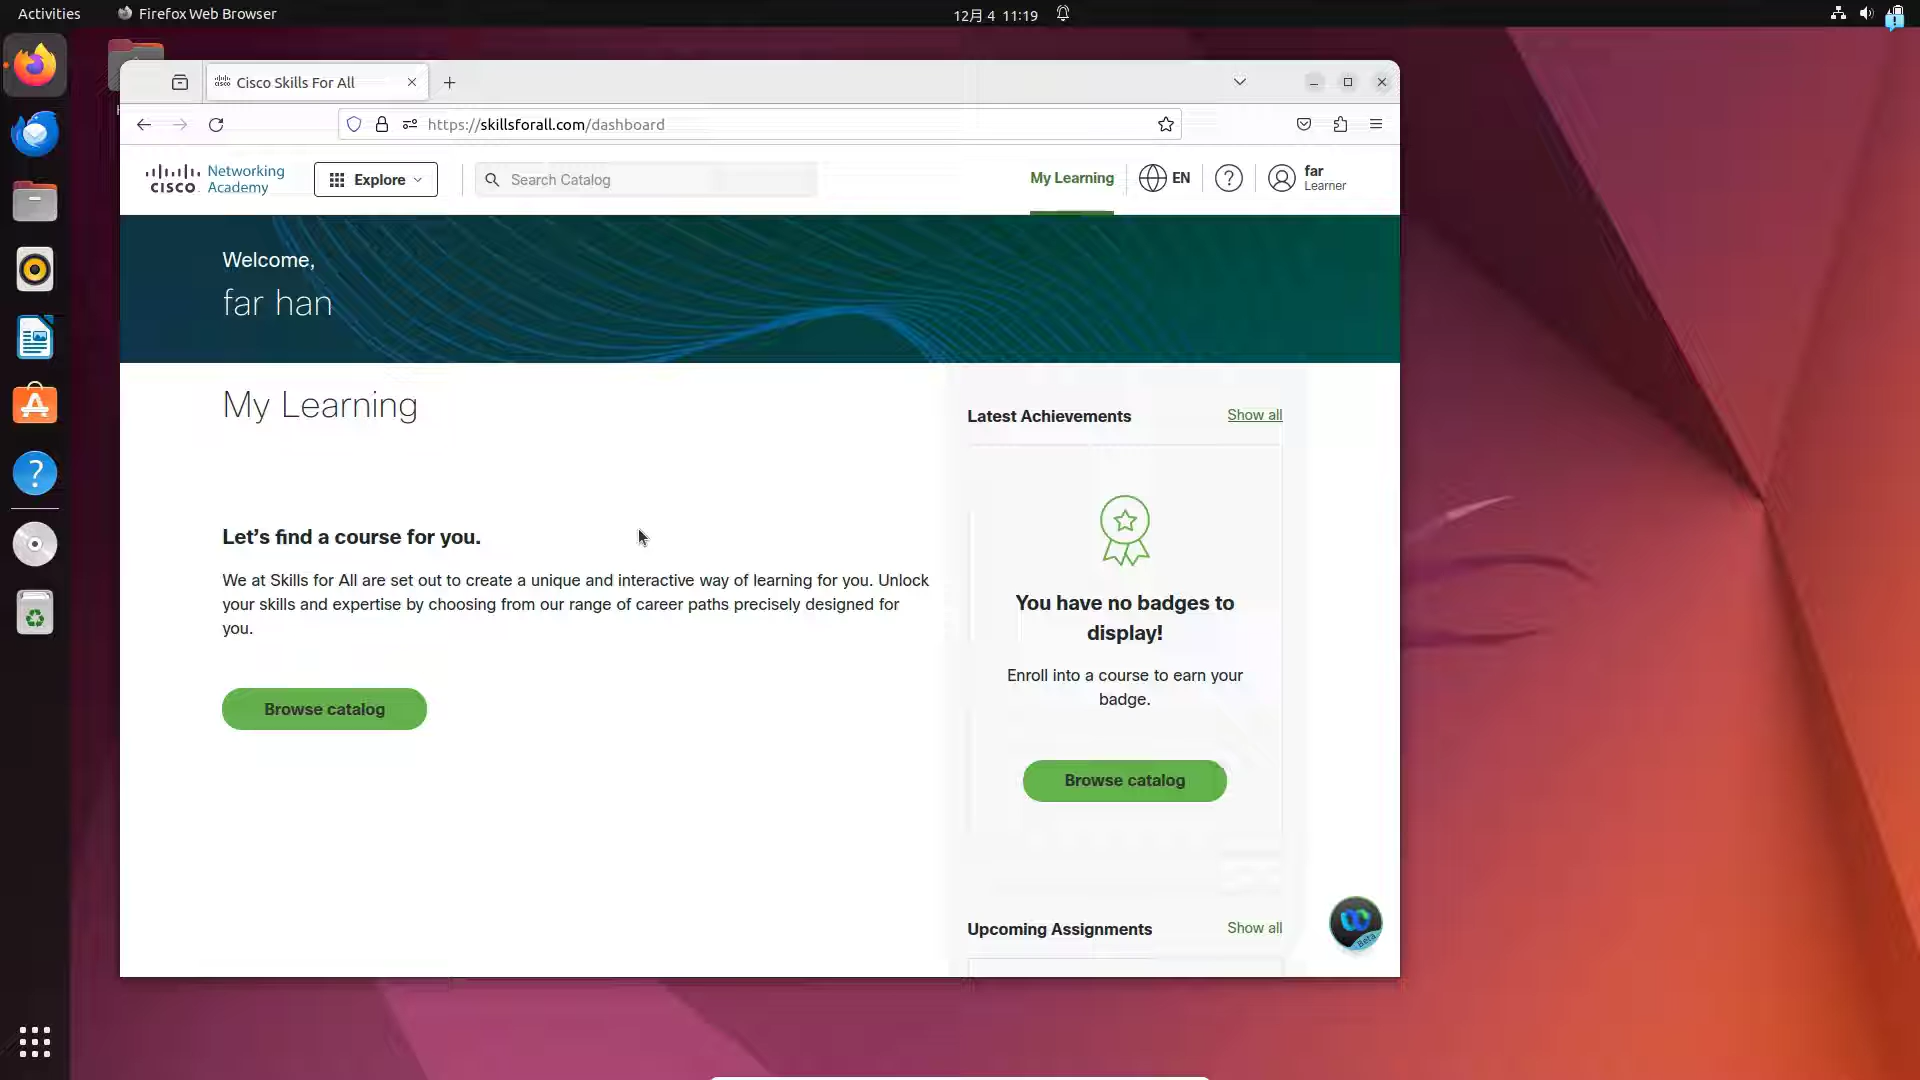 Activities
Firefox Web Browser
12月 4 11:19
Cisco Skills For All
https://skillsforall.com/dashboard
CISCO
Networking
Academy
Explore
Search Catalog
My Learning
EN
far
Learner
Welcome,
far han
My Learning
Let’s find a course for you.
We at Skills for All are set out to create a unique and interactive way of learning for you. Unlock
your skills and expertise by choosing from our range of career paths precisely designed for
you.
Browse catalog
Latest Achievements
Show all
You have no badges to
display!
Enroll into a course to earn your
badge.
Browse catalog
Upcoming Assignments
Show all
Beta